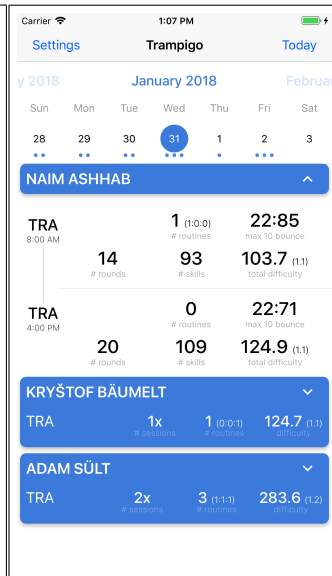 Carrier 1:07 PM
Settings Trampigo Today
y 2018 January 2018 Februar
Sun Mon Tue Wed Thu Fri Sat
28 29 30 31 1 2 3
NAIM ASHHAB
TRA 1 (1:0:0) 22:85
8:00 AM # routines max 10 bounce
14 93 103.7 (1.1)
# rounds # skills total difficulty
TRA 0 22:71
4:00 PM # routines max 10 bounce
20 109 124.9 (1.1)
# rounds # skills total difficulty
KRYŠTOF BÄUMELT
TRA 1x 1 (0:0:1) 124.7 (1.1)
# sessions # routines difficulty
ADAM SÜLT
TRA 2x 3 (1:1:1) 283.6 (1.2)
# sessions # routines difficulty